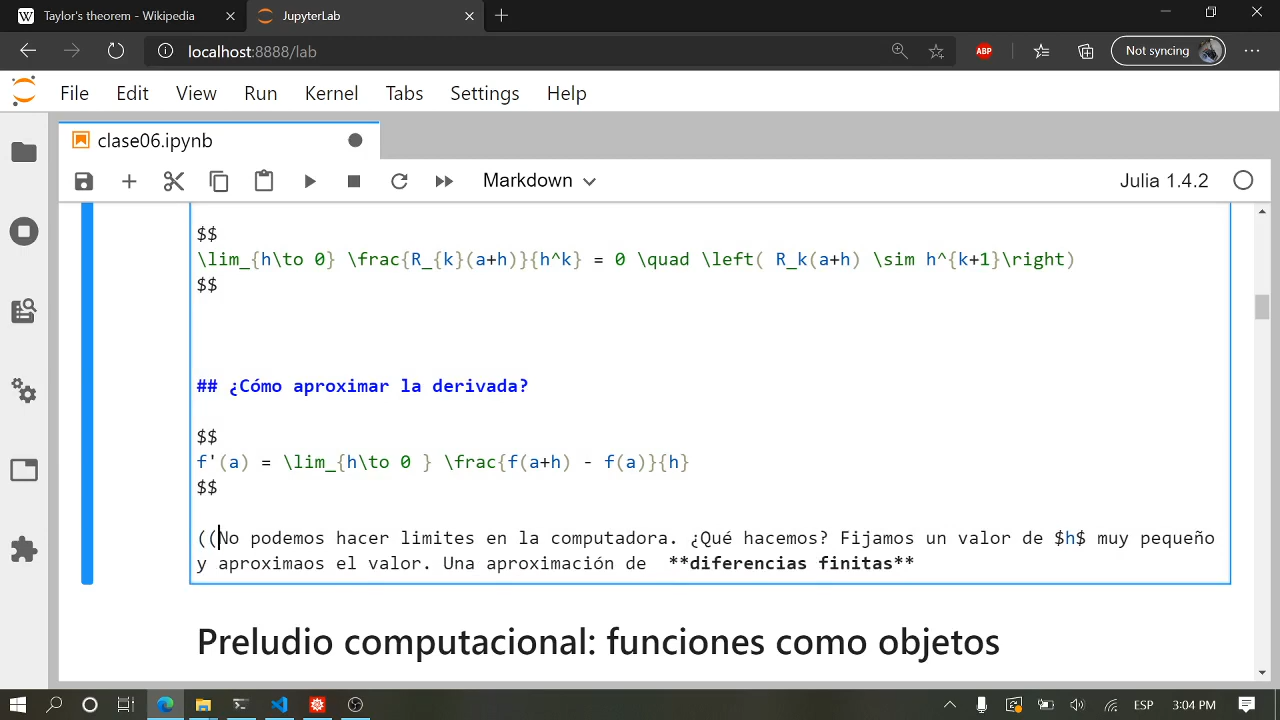 Taylor's theorem - Wikipedia
JupyterLab
localhost:8888/lab
ABP
Not syncing
File Edit View Run Kernel Tabs Settings Help
clase06.ipynb
Markdown
Julia 1.4.2
$$
\lim_{h\to 0} \frac{R_{k}(a+h)}{h^k} = 0 \quad \left( R_k(a+h) \sim h^{k+1}\right)
$$
## ¿Cómo aproximar la derivada?
$$
f'(a) = \lim_{h\to 0 } \frac{f(a+h) - f(a)}{h}
$$
((No podemos hacer limites en la computadora. ¿Qué hacemos? Fijamos un valor de $h$ muy pequeño
y aproximaos el valor. Una aproximación de  **diferencias finitas**
Preludio computacional: funciones como objetos
ESP
3:04 PM